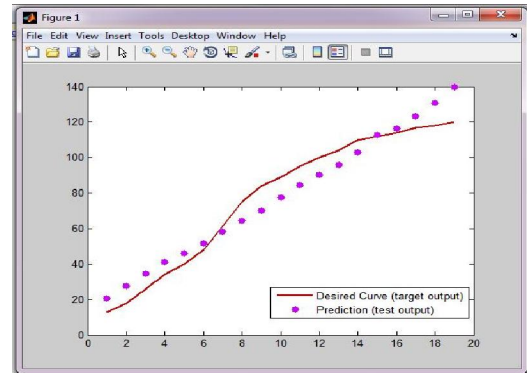 Figure 1
File Edit View Insert Tools Desktop Window Help
140
120
100
80
60
40
20
0
0 2 4 6 8 10 12 14 16 18 20
Desired Curve (target output)
Prediction (test output)